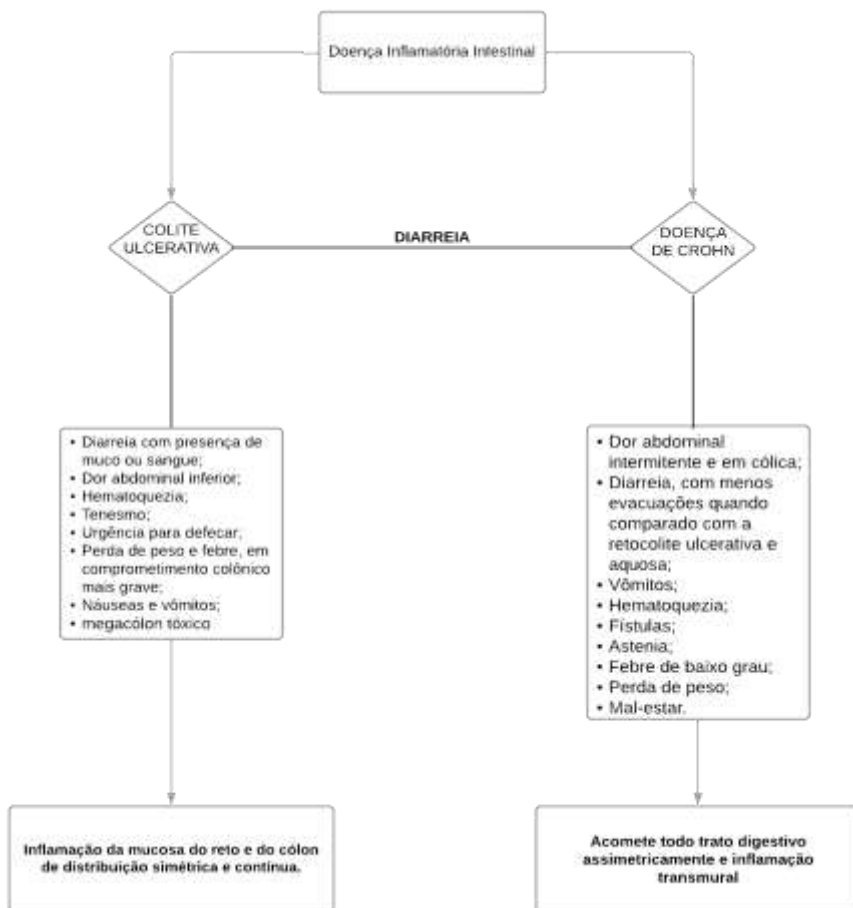 Doença Inflamatória Intestinal
COLITE
ULCERATIVA
DIARREIA
DOENÇA
DE CROHN
• Diarreia com presença de
muco ou sangue;
• Dor abdominal inferior;
• Hematoquezia;
• Tenesmo;
• Urgência para defecar;
• Perda de peso e febre, em
comprometimento colônico
mais grave;
• Náuseas e vômitos;
• megacólon tóxico
• Dor abdominal
intermitente e em cólica;
• Diarreia, com menos
evacuações quando
comparado com a
retocolite ulcerativa e
aquosa;
• Vômitos;
• Hematoquezia;
• Fístulas;
• Astenia;
• Febre de baixo grau;
• Perda de peso;
• Mal-estar.
Inflamação da mucosa do reto e do cólon
de distribuição simétrica e contínua.
Acomete todo trato digestivo
assimetricamente e inflamação
transmural